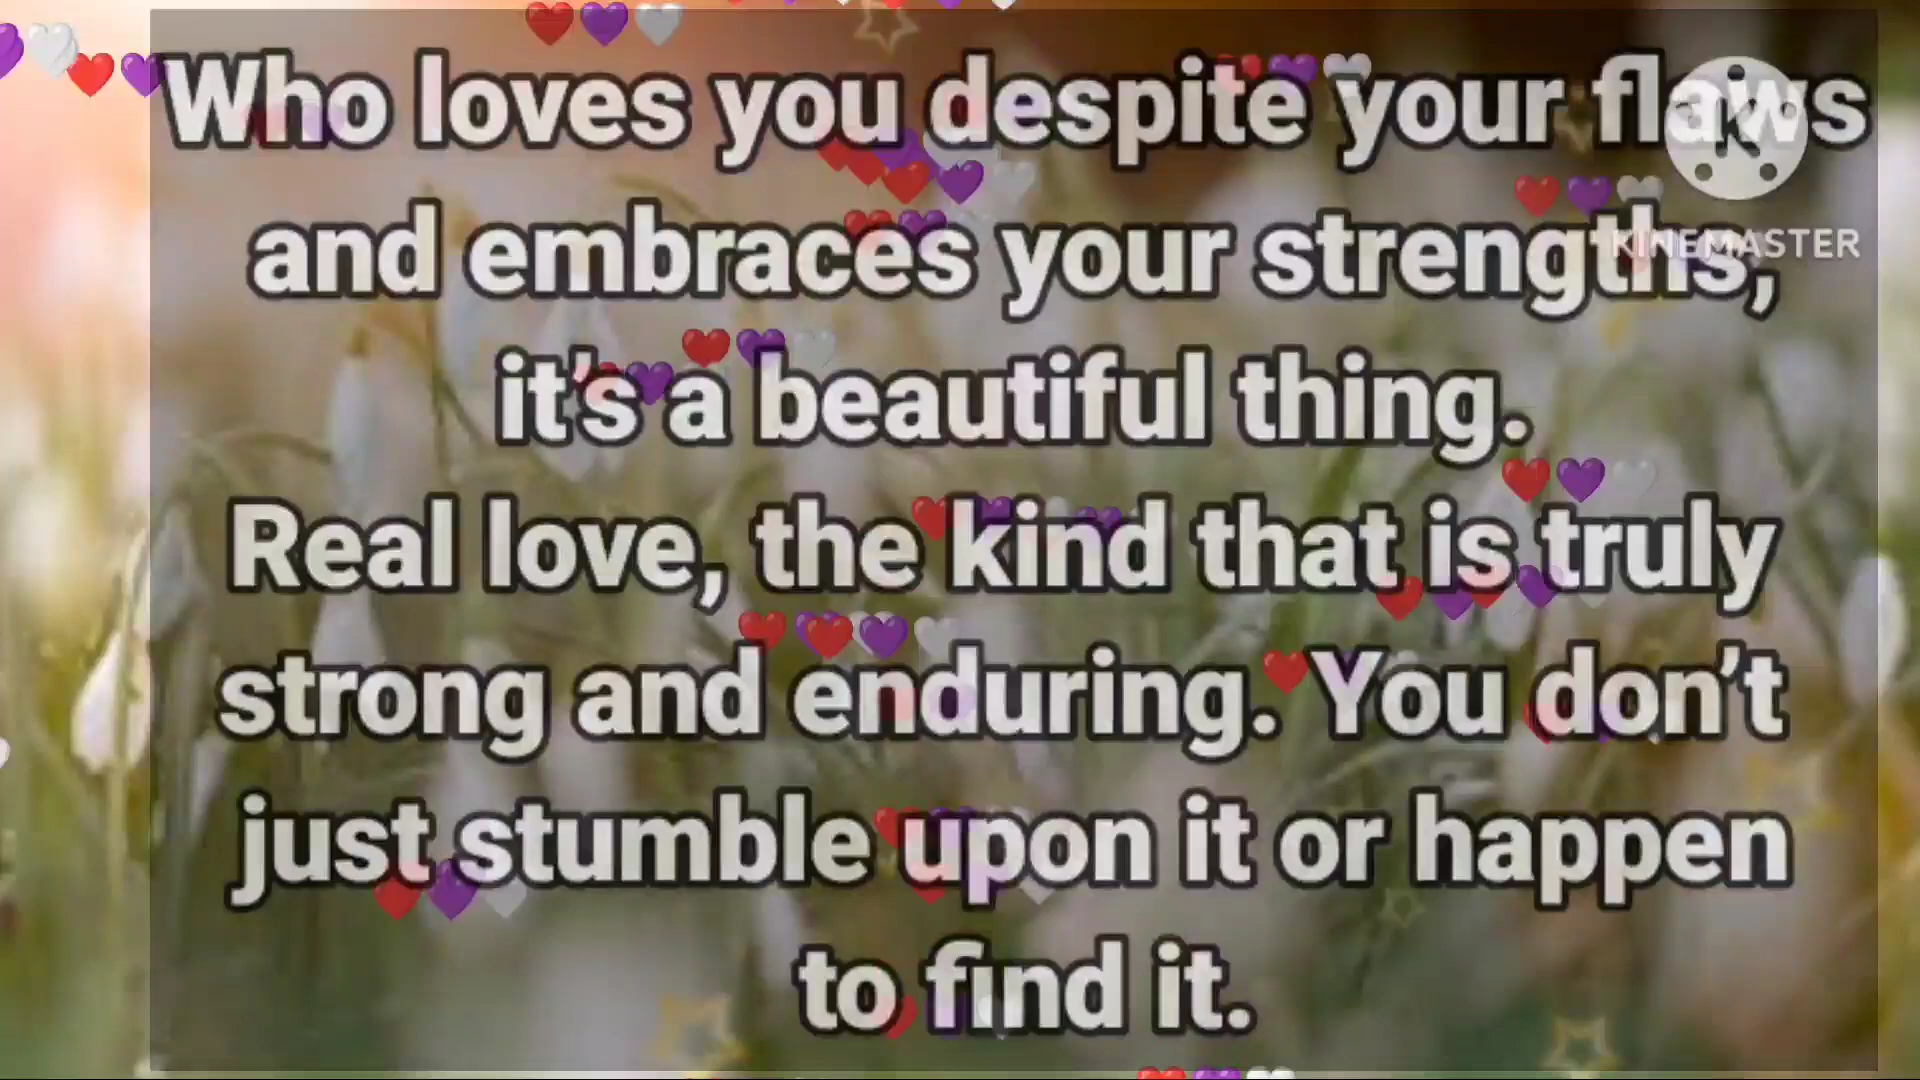 Who loves you despite your flaws
and embraces your strengths,
it's a beautiful thing.
Real love, the kind that is truly
strong and enduring. You don't
just stumble upon it or happen
to find it.
K
KINEMASTER